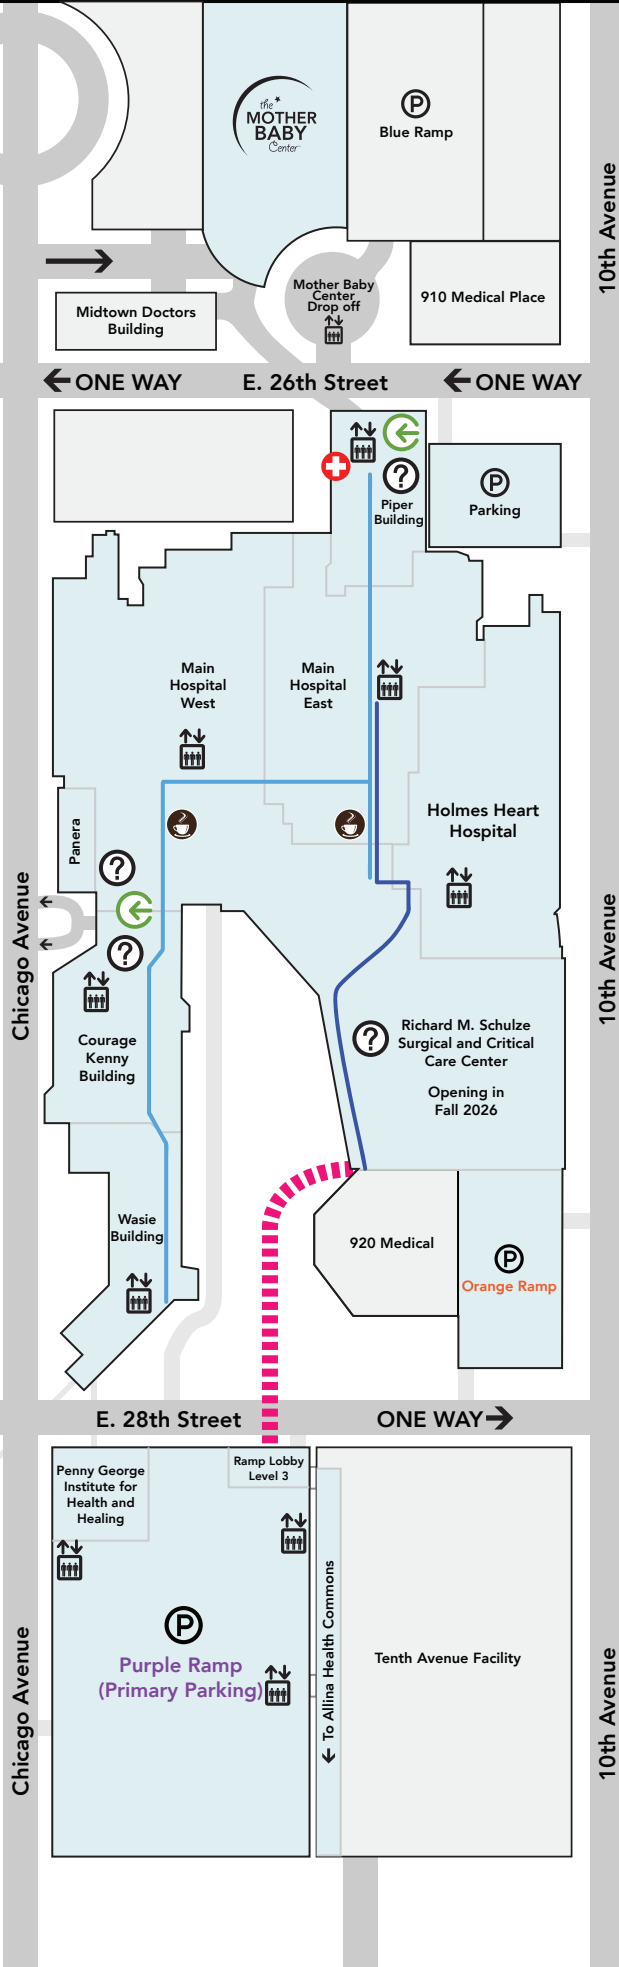 the
MOTHER
BABY
Center
P
Blue Ramp
10th Avenue
Mother Baby
Center
Drop off
910 Medical Place
Midtown Doctors
Building
ONE WAY
E. 26th Street
ONE WAY
?
Piper
Building
P
Parking
Main
Hospital
West
Main
Hospital
East
Panera
Holmes Heart
Hospital
?
Chicago Avenue
10th Avenue
?
Courage
Kenny
Building
?
Richard M. Schulze
Surgical and Critical
Care Center
Opening in
Fall 2026
Wasie
Building
920 Medical
P
Orange Ramp
E. 28th Street
ONE WAY
Penny George
Institute for
Health and
Healing
Ramp Lobby
Level 3
P
Purple Ramp
(Primary Parking)
To Allina Health Commons
Tenth Avenue Facility
Chicago Avenue
10th Avenue